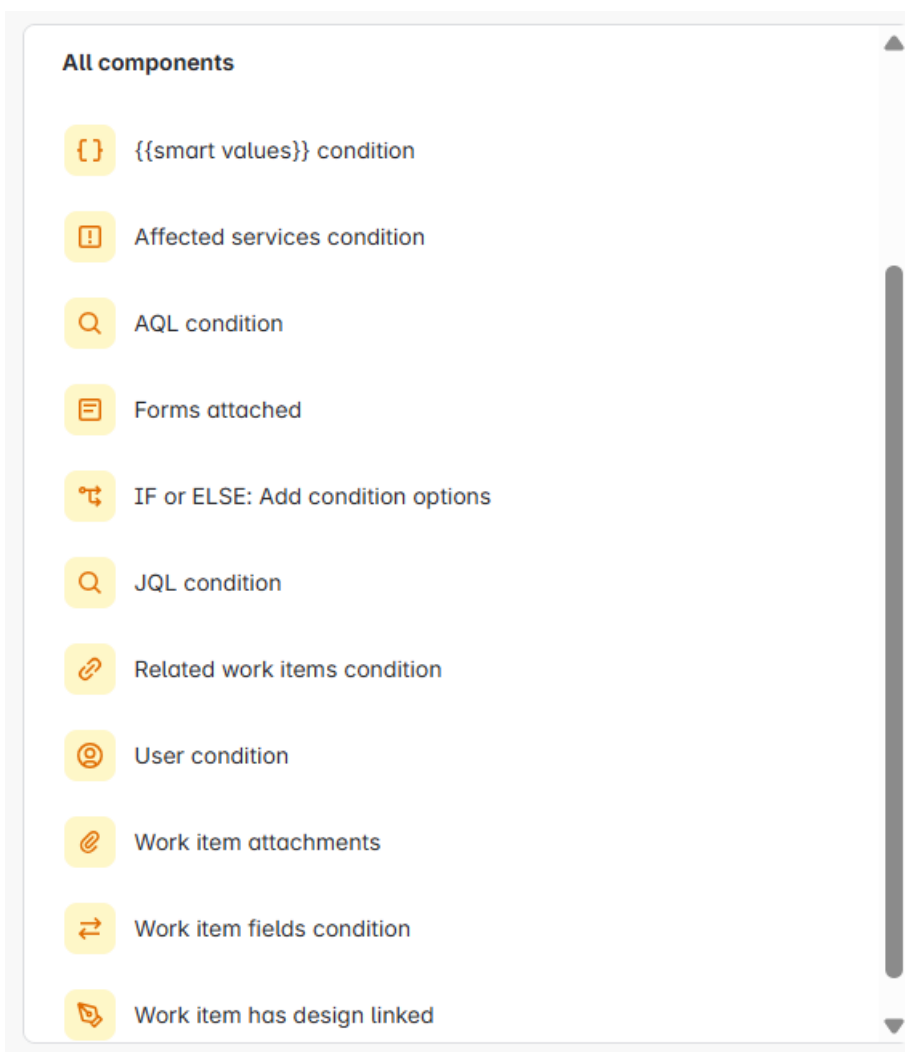 All components
{{smart values}} condition
Affected services condition
AQL condition
Forms attached
IF or ELSE: Add condition options
JQL condition
Related work items condition
User condition
Work item attachments
Work item fields condition
Work item has design linked